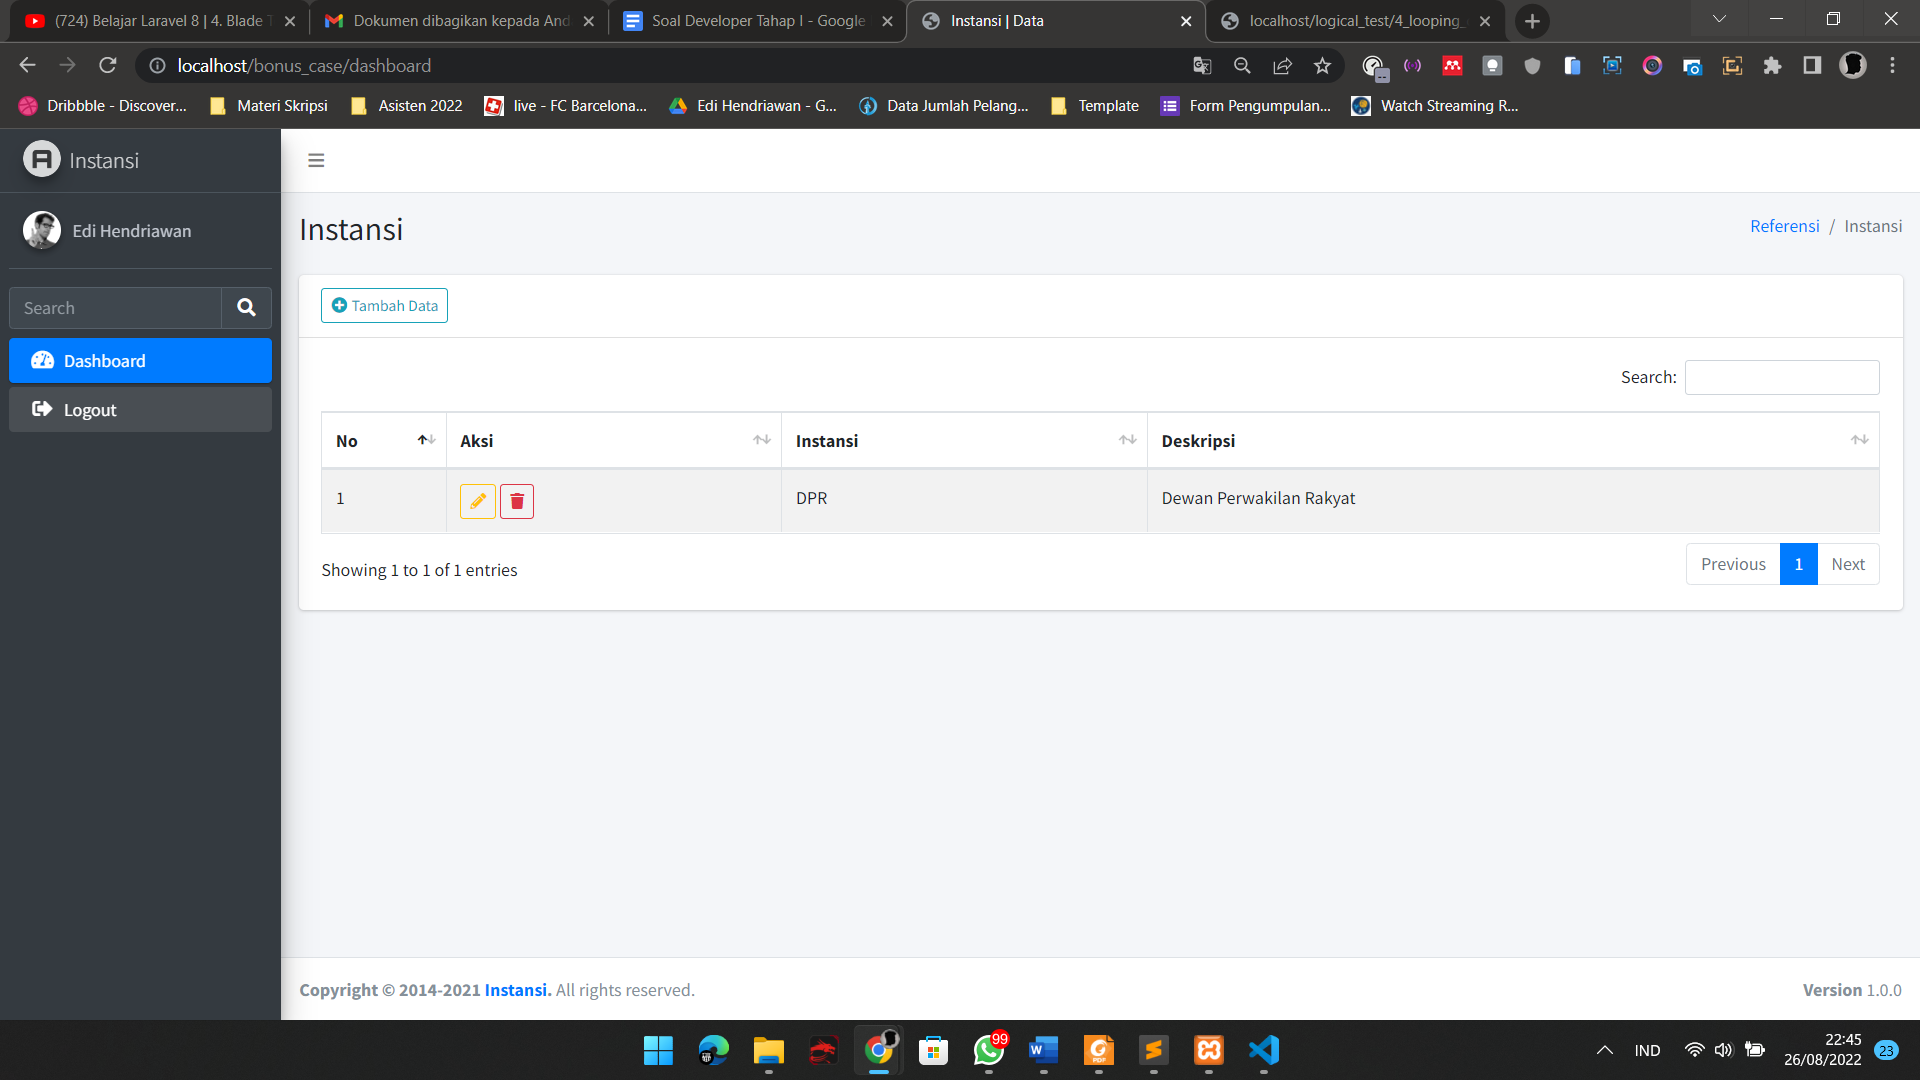 (724) Belajar Laravel 8 | 4. Blade T
Dokumen dibagikan kepada And
Soal Developer Tahap I - Google
Instansi | Data
localhost/logical_test/4_looping_
localhost/bonus_case/dashboard
Dribbble - Discover...
Materi Skripsi
Asisten 2022
live - FC Barcelona...
Edi Hendriawan - G...
Data Jumlah Pelang...
Template
Form Pengumpulan...
Watch Streaming R...
Instansi
Edi Hendriawan
Search
Dashboard
Logout
Instansi
Referensi / Instansi
Tambah Data
Search:
No Aksi Instansi Deskripsi
1 DPR Dewan Perwakilan Rakyat
Showing 1 to 1 of 1 entries
Previous 1 Next
Copyright © 2014-2021 Instansi. All rights reserved.
Version 1.0.0
99
IND
22:45
26/08/2022
23